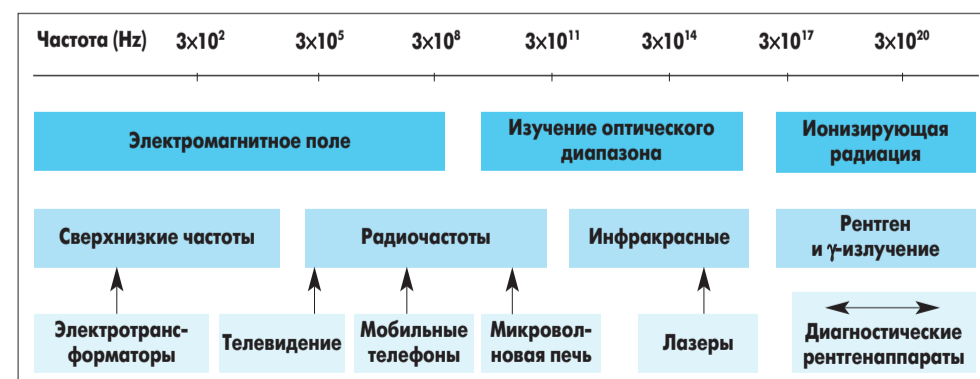 Частота (Hz) 3×10² 3×10⁵ 3×10⁸ 3×10¹¹ 3×10¹⁴ 3×10¹⁷ 3×10²⁰
Электромагнитное поле
Изучение оптического
диапазона
Ионизирующая
радиация
Сверхнизкие частоты
Радиочастоты
Инфракрасные
Рентген
и γ-излучение
Электротранс-
форматоры
Телевидение
Мобильные
телефоны
Микровол-
новая печь
Лазеры
Диагностические
рентгенаппараты